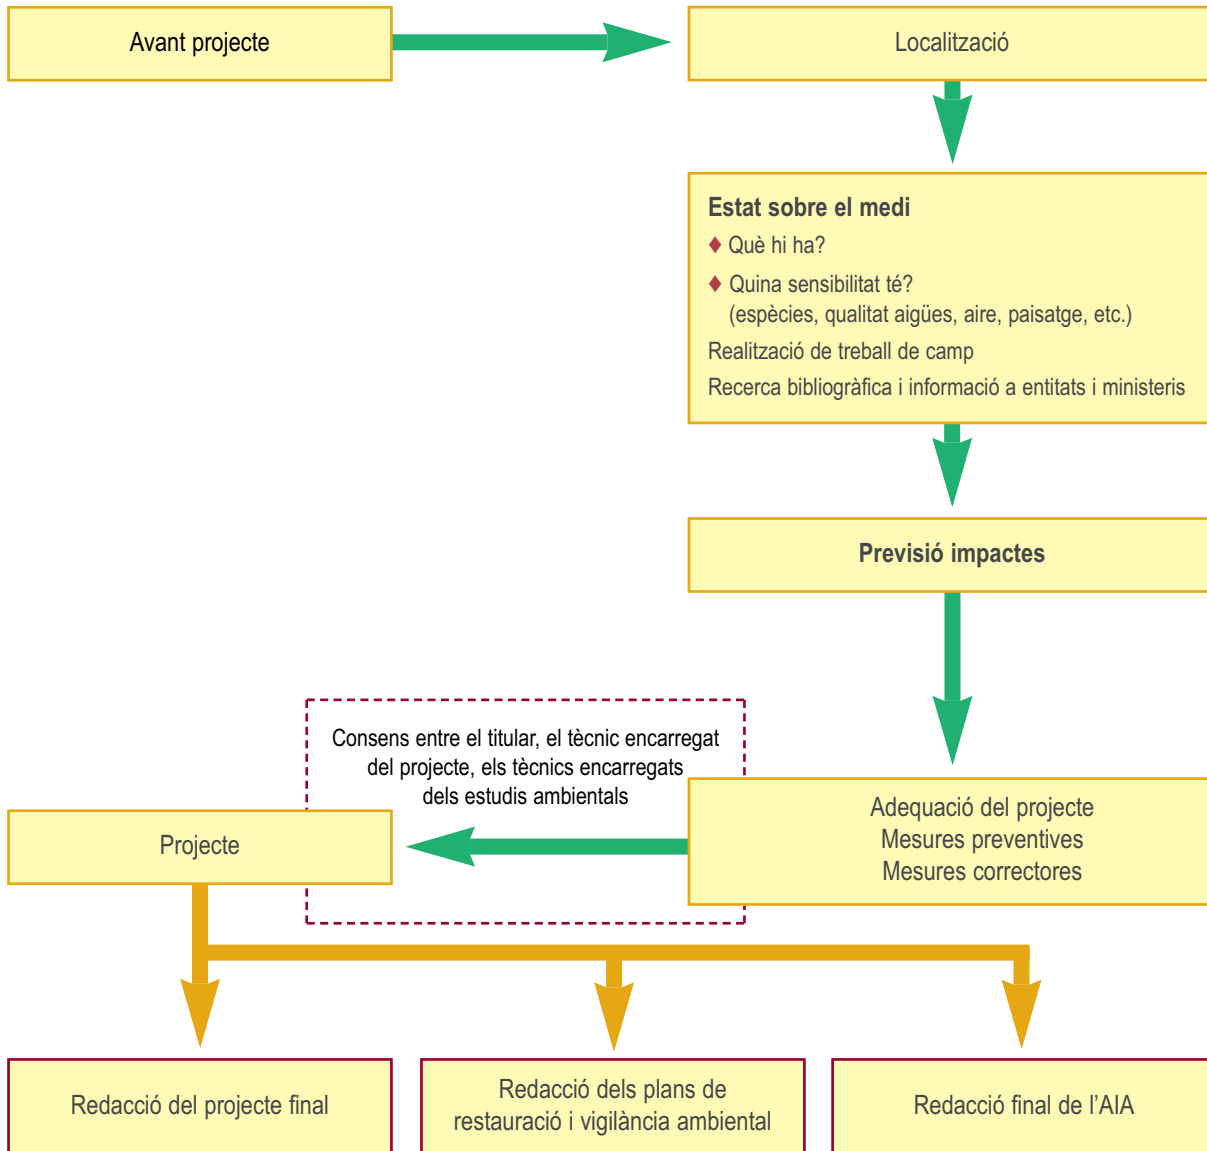 Avant projecte
Localització
Estat sobre el medi
♦ Què hi ha?
♦ Quina sensibilitat té?
(espècies, qualitat aigües, aire, paisatge, etc.)
Realització de treball de camp
Recerca bibliogràfica i informació a entitats i ministeris
Previsió impactes
Consens entre el titular, el tècnic encarregat
del projecte, els tècnics encarregats
dels estudis ambientals
Adequació del projecte
Mesures preventives
Mesures correctores
Projecte
Redacció del projecte final
Redacció dels plans de
restauració i vigilància ambiental
Redacció final de l’AIA